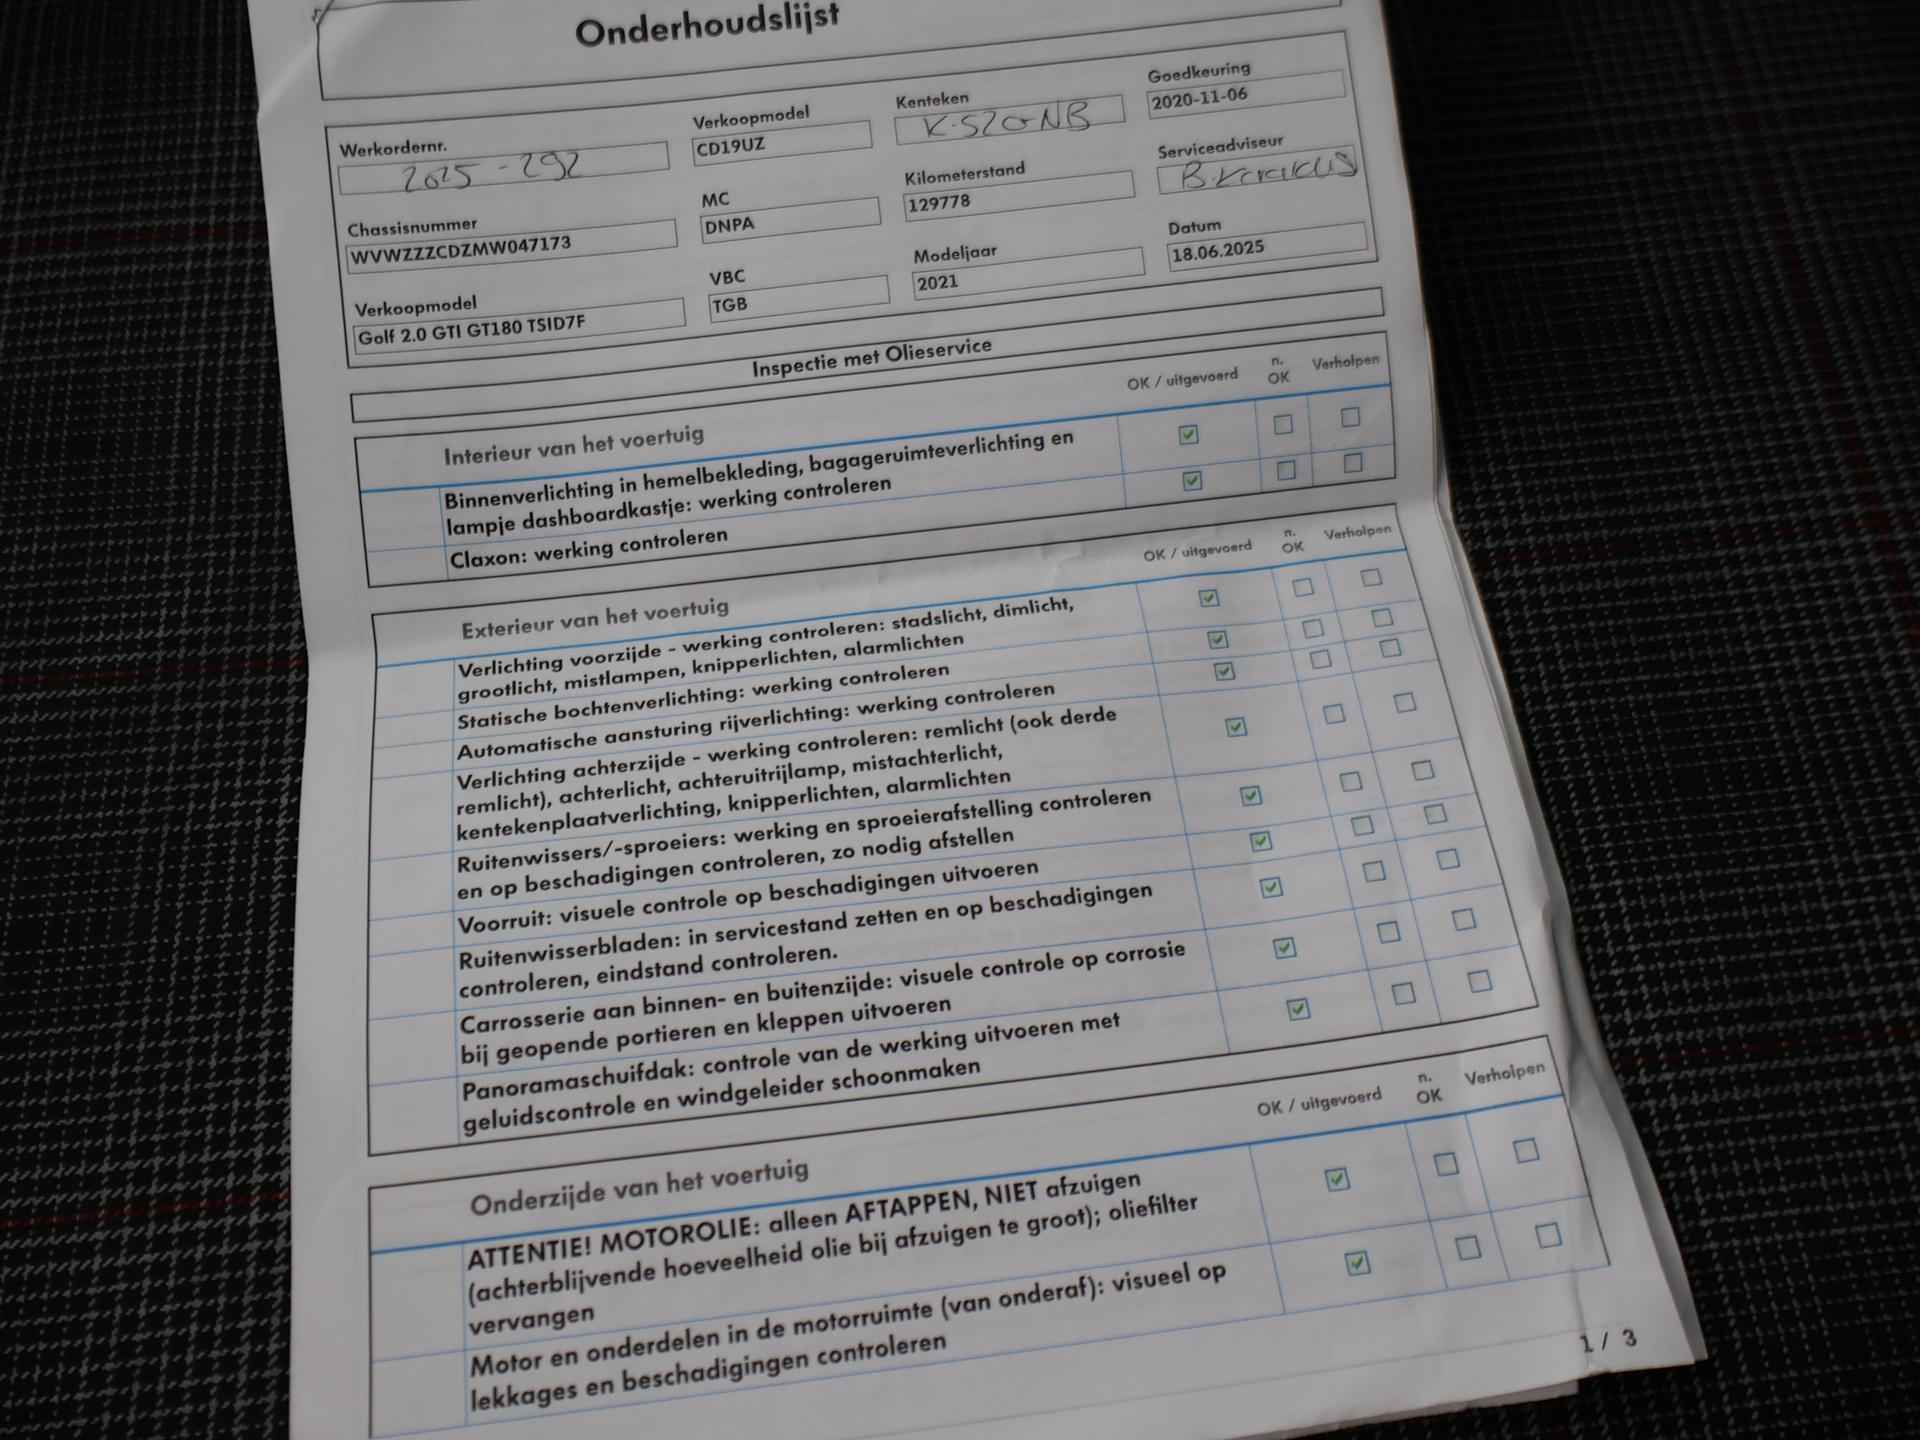 Onderhoudslijst
Werkordernr.
2025-292
Verkoopmodel
CD19UZ
Kenteken
K-520-NB
Goedkeuring
2020-11-06
Chassisnummer
WVWZZZCDZMW047173
MC
DNPA
Kilometerstand
129778
Serviceadviseur
B.
Verkoopmodel
Golf 2.0 GTI GT180 TSID7F
VBC
TGB
Modeljaar
2021
Datum
18.06.2025
Inspectie met Olieservice
Interieur van het voertuig
OK / uitgevoerd
n.
OK
Verholpen
Binnenverlichting in hemelbekleding, bagageruimteverlichting en
lampje dashboardkastje: werking controleren
Claxon: werking controleren
Exterieur van het voertuig
OK / uitgevoerd
n.
OK
Verholpen
Verlichting voorzijde - werking controleren: stadslicht, dimlicht,
grootlicht, mistlampen, knipperlichten, alarmlichten
Statische bochtenverlichting: werking controleren
Automatische aansturing rijverlichting: werking controleren
Verlichting achterzijde - werking controleren: remlicht (ook derde
remlicht), achterlicht, achteruitrijlamp, mistachterlicht,
kentekenplaatverlichting, knipperlichten, alarmlichten
Ruitenwissers/-sproeiers: werking en sproeierafstelling controleren
en op beschadigingen controleren, zo nodig afstellen
Voorruit: visuele controle op beschadigingen uitvoeren
Ruitenwisserbladen: in servicestand zetten en op beschadigingen
controleren, eindstand controleren.
Carrosserie aan binnen- en buitenzijde: visuele controle op corrosie
bij geopende portieren en kleppen uitvoeren
Panoramaschuifdak: controle van de werking uitvoeren met
geluidscontrole en windgeleider schoonmaken
Onderzijde van het voertuig
OK / uitgevoerd
n.
OK
Verholpen
ATTENTIE! MOTOROLIE: alleen AFTAPPEN, NIET afzuigen
(achterblijvende hoeveelheid olie bij afzuigen te groot); oliefilter
vervangen
Motor en onderdelen in de motorruimte (van onderaf): visueel op
lekkages en beschadigingen controleren
1 / 3